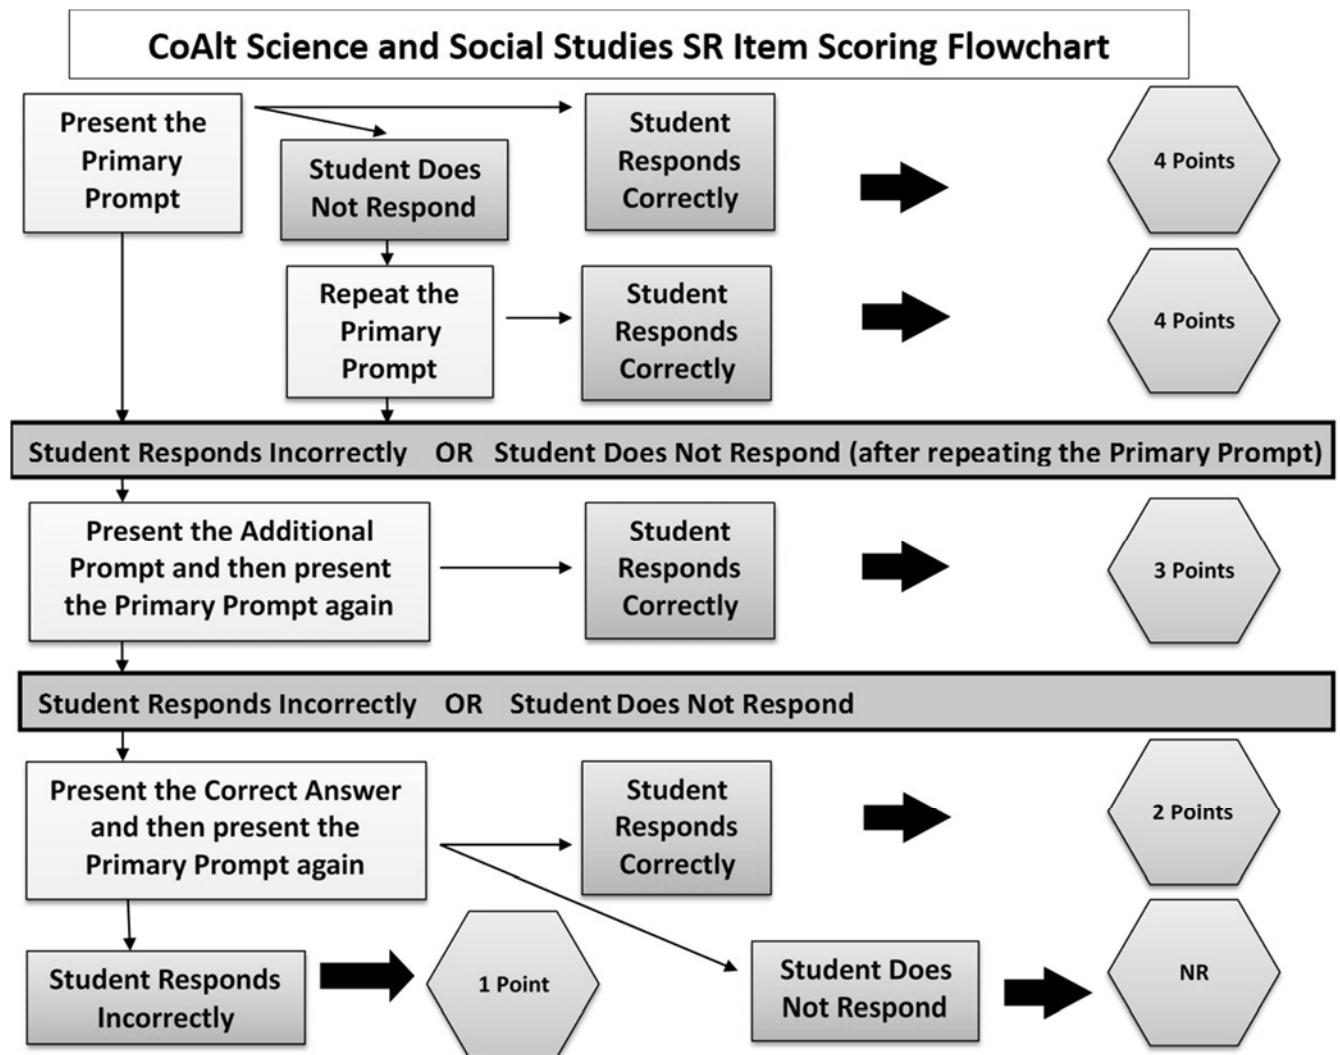 CoAlt Science and Social Studies SR Item Scoring Flowchart
Present the
Primary
Prompt
Student Does
Not Respond
Student
Responds
Correctly
4 Points
Repeat the
Primary
Prompt
Student
Responds
Correctly
4 Points
Student Responds Incorrectly OR Student Does Not Respond (after repeating the Primary Prompt)
Present the Additional
Prompt and then present
the Primary Prompt again
Student
Responds
Correctly
3 Points
Student Responds Incorrectly OR Student Does Not Respond
Present the Correct Answer
and then present the
Primary Prompt again
Student
Responds
Correctly
2 Points
Student Responds
Incorrectly
1 Point
Student Does
Not Respond
NR